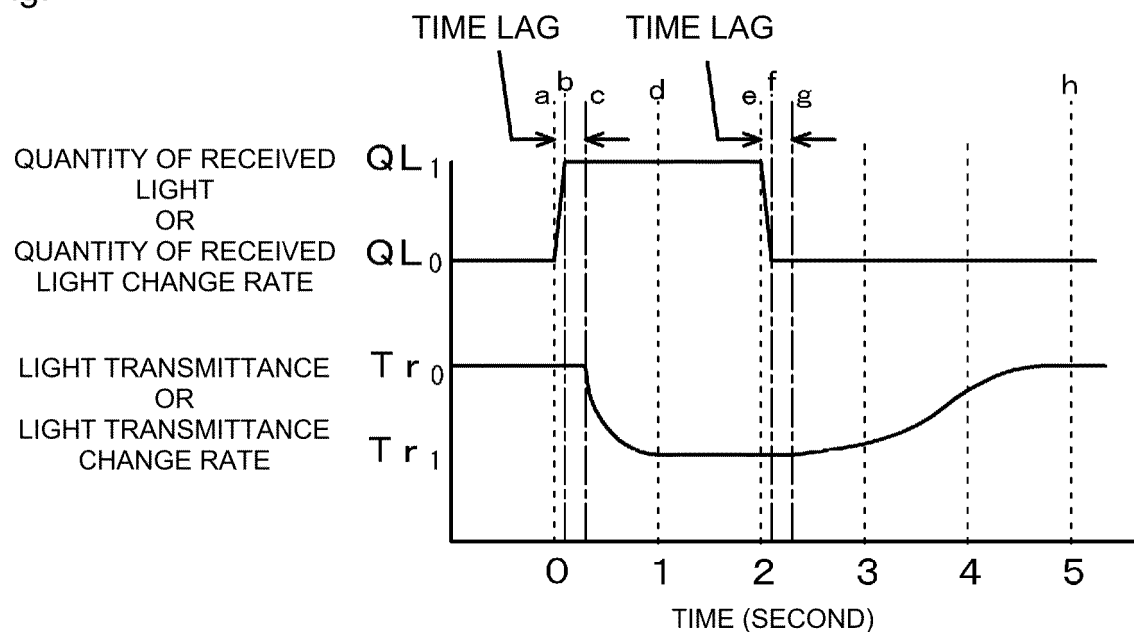 TIME LAG TIME LAG
a b c d e f g h
QUANTITY OF RECEIVED
LIGHT
OR
QUANTITY OF RECEIVED
LIGHT CHANGE RATE
QL1
QL0
LIGHT TRANSMITTANCE
OR
LIGHT TRANSMITTANCE
CHANGE RATE
Tr0
Tr1
0 1 2 3 4 5
TIME (SECOND)